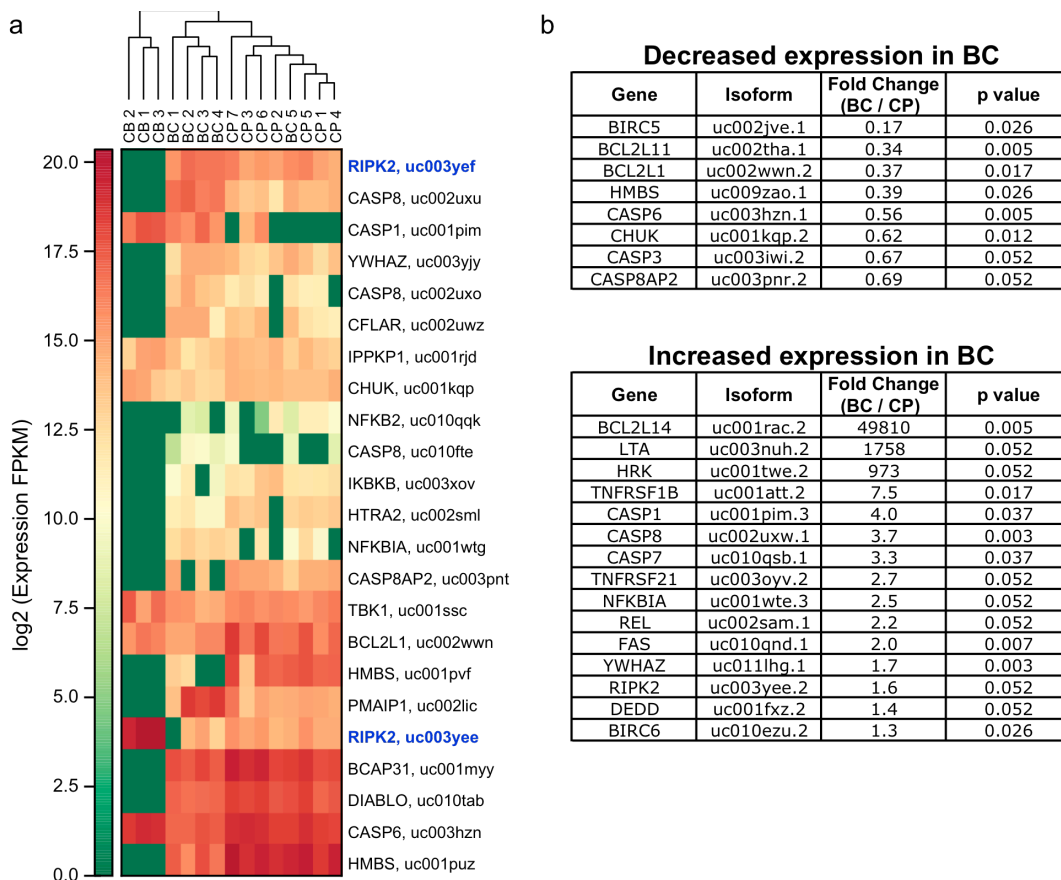 a
CB 2
CB 1
CB 3
BC 1
BC 2
BC 3
BC 4
CP 7
CP 3
CP 6
CP 2
BC 5
CP 5
CP 1
CP 4
log2 (Expression FPKM)
20.0
17.5
15.0
12.5
10.0
7.5
5.0
2.5
0.0
RIPK2, uc003yef
CASP8, uc002uxu
CASP1, uc001pim
YWHAZ, uc003yjy
CASP8, uc002uxo
CFLAR, uc002uwz
IPPKP1, uc001rjd
CHUK, uc001kqp
NFKB2, uc010qqk
CASP8, uc010fte
IKBKB, uc003xov
HTRA2, uc002sml
NFKBIA, uc001wtg
CASP8AP2, uc003pnt
TBK1, uc001ssc
BCL2L1, uc002wwn
HMBS, uc001pvf
PMAIP1, uc002lic
RIPK2, uc003yee
BCAP31, uc001myy
DIABLO, uc010tab
CASP6, uc003hzn
HMBS, uc001puz
b
Decreased expression in BC
Gene Isoform Fold Change (BC / CP) p value
BIRC5 uc002jve.1 0.17 0.026
BCL2L11 uc002tha.1 0.34 0.005
BCL2L1 uc002wwn.2 0.37 0.017
HMBS uc009zao.1 0.39 0.026
CASP6 uc003hzn.1 0.56 0.005
CHUK uc001kqp.2 0.62 0.012
CASP3 uc003iwi.2 0.67 0.052
CASP8AP2 uc003pnr.2 0.69 0.052
Increased expression in BC
Gene Isoform Fold Change (BC / CP) p value
BCL2L14 uc001rac.2 49810 0.005
LTA uc003nuh.2 1758 0.052
HRK uc001twe.2 973 0.052
TNFRSF1B uc001att.2 7.5 0.017
CASP1 uc001pim.3 4.0 0.037
CASP8 uc002uxw.1 3.7 0.003
CASP7 uc010qsb.1 3.3 0.037
TNFRSF21 uc003oyv.2 2.7 0.052
NFKBIA uc001wte.3 2.5 0.052
REL uc002sam.1 2.2 0.052
FAS uc010qnd.1 2.0 0.007
YWHAZ uc011lhg.1 1.7 0.003
RIPK2 uc003yee.2 1.6 0.052
DEDD uc001fxz.2 1.4 0.052
BIRC6 uc010ezu.2 1.3 0.026